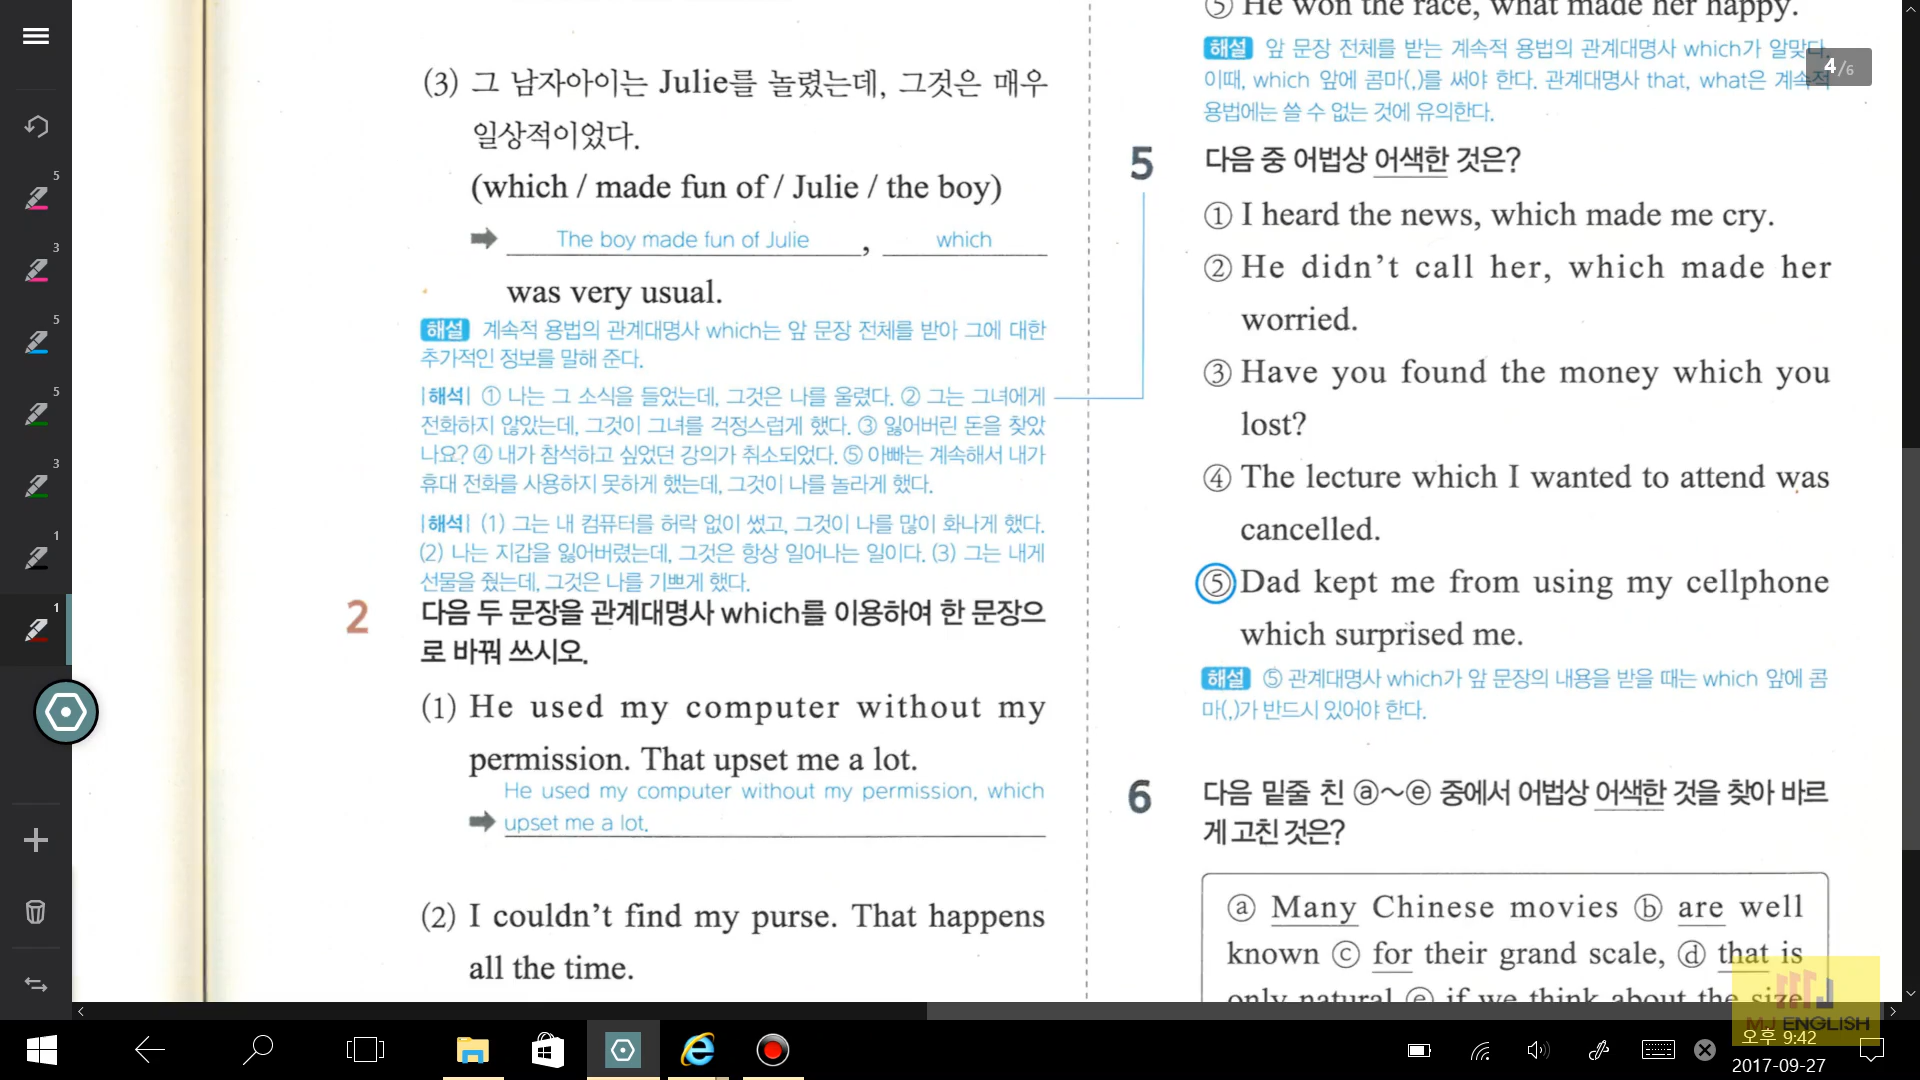 (3) 그 남자아이는 Julie를 놀렸는데, 그것은 매우
일상적이었다.
(which / made fun of / Julie / the boy)
➡ The boy made fun of Julie , which
was very usual.
해설 계속적 용법의 관계대명사 which는 앞 문장 전체를 받아 그에 대한
추가적인 정보를 말해 준다.
|해석| ① 나는 그 소식을 들었는데, 그것은 나를 울렸다. ② 그는 그녀에게
전화하지 않았는데, 그것이 그녀를 걱정스럽게 했다. ③ 잃어버린 돈을 찾았
나요? ④ 내가 참석하고 싶었던 강의가 취소되었다. ⑤ 아빠는 계속해서 내가
휴대 전화를 사용하지 못하게 했는데, 그것이 나를 놀라게 했다.
|해석| (1) 그는 내 컴퓨터를 허락 없이 썼고, 그것이 나를 많이 화나게 했다.
(2) 나는 지갑을 잃어버렸는데, 그것은 항상 일어나는 일이다. (3) 그는 내게
선물을 줬는데, 그것은 나를 기쁘게 했다.
2 다음 두 문장을 관계대명사 which를 이용하여 한 문장으
로 바꿔 쓰시오.
(1) He used my computer without my
permission. That upset me a lot.
He used my computer without my permission, which
➡ upset me a lot.
(2) I couldn't find my purse. That happens
all the time.
⑤ He won the race, what made her happy.
해설 앞 문장 전체를 받는 계속적 용법의 관계대명사 which가 알맞다.
이때, which 앞에 콤마(,)를 써야 한다. 관계대명사 that, what은 계속적
용법에는 쓸 수 없는 것에 유의한다.
4/6
5 다음 중 어법상 어색한 것은?
① I heard the news, which made me cry.
② He didn't call her, which made her
worried.
③ Have you found the money which you
lost?
④ The lecture which I wanted to attend was
cancelled.
⑤ Dad kept me from using my cellphone
which surprised me.
해설 ⑤ 관계대명사 which가 앞 문장의 내용을 받을 때는 which 앞에 콤
마(,)가 반드시 있어야 한다.
6 다음 밑줄 친 ⓐ~ⓔ 중에서 어법상 어색한 것을 찾아 바르
게 고친 것은?
ⓐ Many Chinese movies ⓑ are well
known ⓒ for their grand scale, ⓓ that is
only natural ⓔ if we think about the size
5
3
5
5
3
1
1
MJ ENGLISH
오후 9:42
2017-09-27